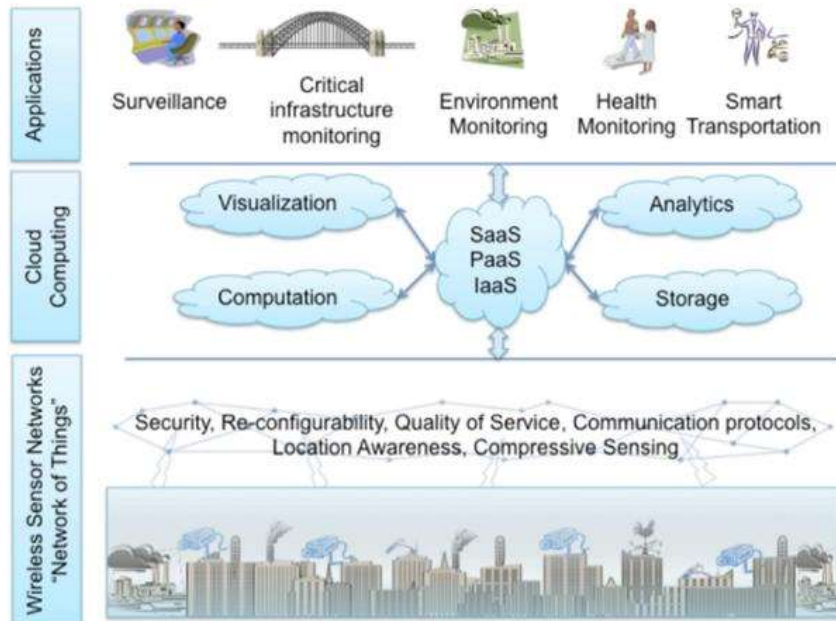 Applications
Surveillance
Critical
infrastructure
monitoring
Environment
Monitoring
Health
Monitoring
Smart
Transportation
Cloud
Computing
Visualization
Computation
SaaS
PaaS
IaaS
Analytics
Storage
Wireless Sensor Networks
"Network of Things"
Security, Re-configurability, Quality of Service, Communication protocols,
Location Awareness, Compressive Sensing